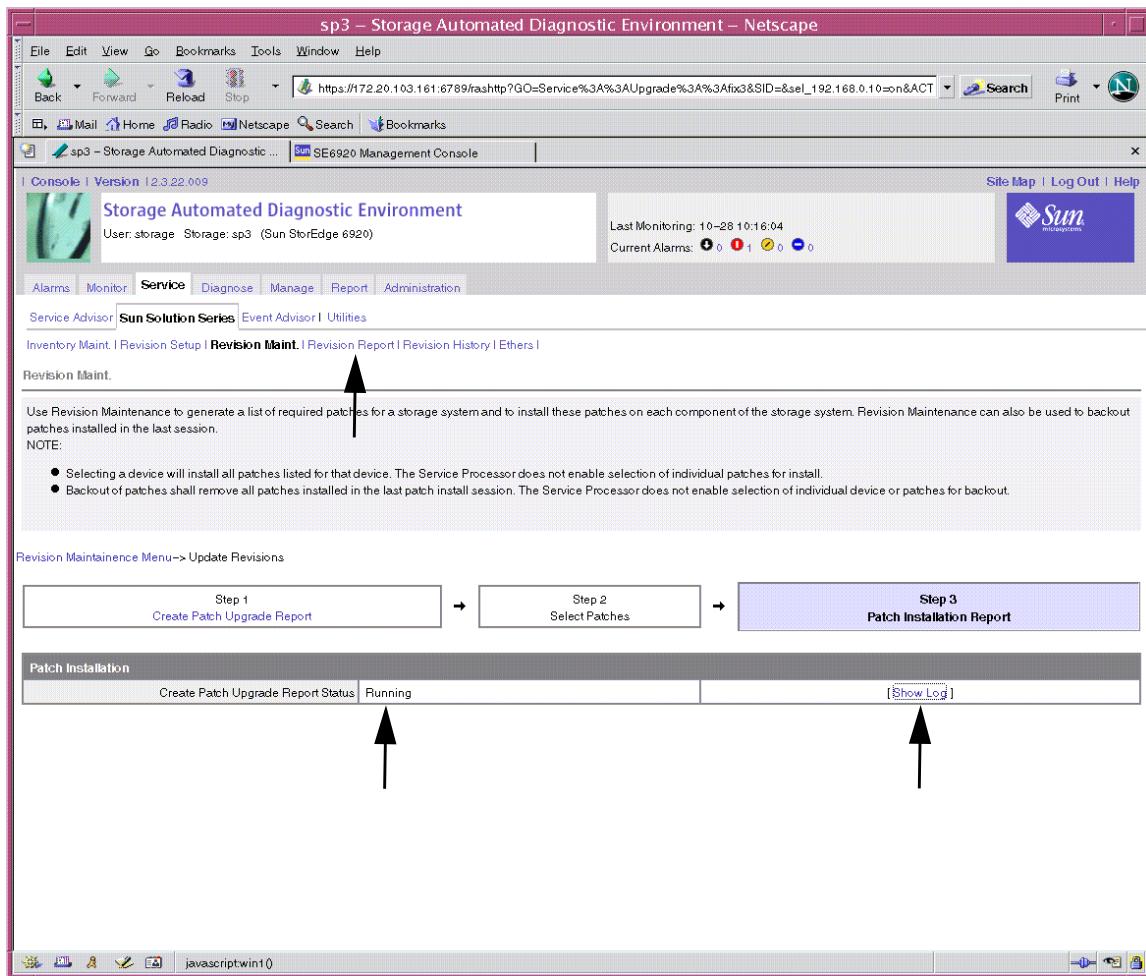 sp3 – Storage Automated Diagnostic Environment – Netscape
File Edit View Go Bookmarks Tools Window Help
Back Forward Reload Stop https://172.20.103.161:6789/rashttp?GO=Service%3A%3AUpgrade%3A%3Afix3&SID=&sel_192.168.0.10=on&ACT Search Print N
Mail Home Radio My Netscape Search Bookmarks
sp3 – Storage Automated Diagnostic ... Sun SE6920 Management Console x
| Console | Version | 2.3.22.009 Site Map | Log Out | Help
Storage Automated Diagnostic Environment
User: storage Storage: sp3 (Sun StorEdge 6920)
Last Monitoring: 10–28 10:16:04
Current Alarms: 0 1 0 0
Sun microsystems
Alarms Monitor Service Diagnose Manage Report Administration
Service Advisor Sun Solution Series Event Advisor | Utilities
Inventory Maint. | Revision Setup | Revision Maint. | Revision Report | Revision History | Ethers |
Revision Maint.
Use Revision Maintenance to generate a list of required patches for a storage system and to install these patches on each component of the storage system. Revision Maintenance can also be used to backout
patches installed in the last session.
NOTE:
● Selecting a device will install all patches listed for that device. The Service Processor does not enable selection of individual patches for install.
● Backout of patches shall remove all patches installed in the last patch install session. The Service Processor does not enable selection of individual device or patches for backout.
Revision Maintainence Menu–> Update Revisions
Step 1
Create Patch Upgrade Report
Step 2
Select Patches
Step 3
Patch Installation Report
Patch Installation
Create Patch Upgrade Report Status Running [ Show Log ]
javascript:win1()